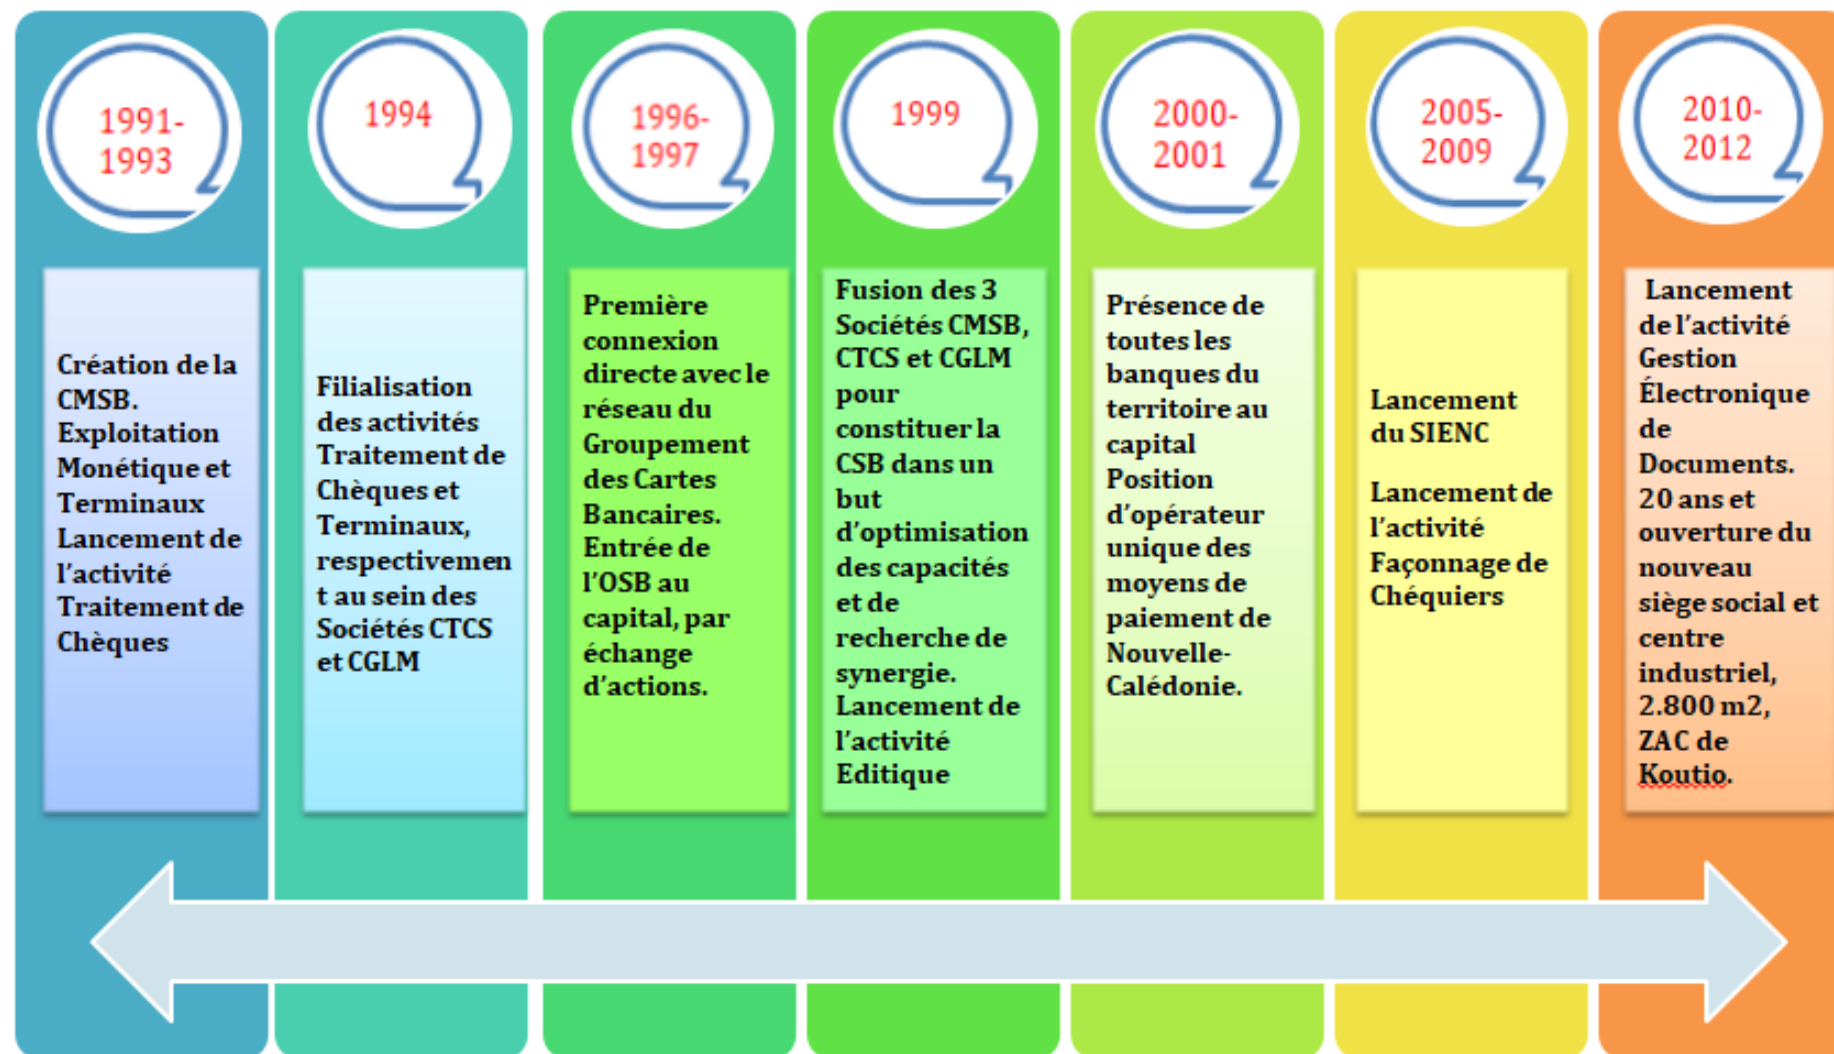 1991-
1993
Création de la
CMSB.
Exploitation
Monétique et
Terminaux
Lancement de
l’activité
Traitement de
Chèques
1994
Filialisation
des activités
Traitement de
Chèques et
Terminaux,
respectivemen
t au sein des
Sociétés CTCS
et CGLM
1996-
1997
Première
connexion
directe avec le
réseau du
Groupement
des Cartes
Bancaires.
Entrée de
l’OSB au
capital, par
échange
d’actions.
1999
Fusion des 3
Sociétés CMSB,
CTCS et CGLM
pour
constituer la
CSB dans un
but
d’optimisation
des capacités
et de
recherche de
synergie.
Lancement de
l’activité
Editique
2000-
2001
Présence de
toutes les
banques du
territoire au
capital
Position
d’opérateur
unique des
moyens de
paiement de
Nouvelle-
Calédonie.
2005-
2009
Lancement
du SIENC
Lancement de
l’activité
Façonnage de
Chéquiers
2010-
2012
Lancement
de l’activité
Gestion
Électronique
de
Documents.
20 ans et
ouverture du
nouveau
siège social et
centre
industriel,
2.800 m2,
ZAC de
Koutio.